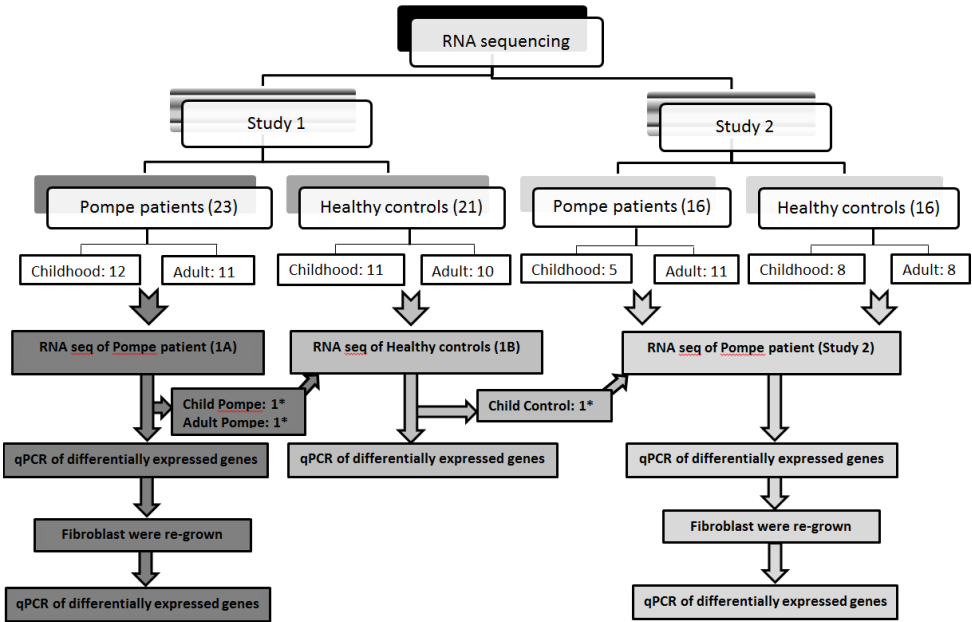 RNA sequencing
Study 1
Study 2
Pompe patients (23)
Healthy controls (21)
Pompe patients (16)
Healthy controls (16)
Childhood: 12
Adult: 11
Childhood: 11
Adult: 10
Childhood: 5
Adult: 11
Childhood: 8
Adult: 8
RNA seq of Pompe patient (1A)
RNA seq of Healthy controls (1B)
RNA seq of Pompe patient (Study 2)
Child Pompe: 1*
Adult Pompe: 1*
Child Control: 1*
qPCR of differentially expressed genes
qPCR of differentially expressed genes
qPCR of differentially expressed genes
Fibroblast were re-grown
Fibroblast were re-grown
qPCR of differentially expressed genes
qPCR of differentially expressed genes